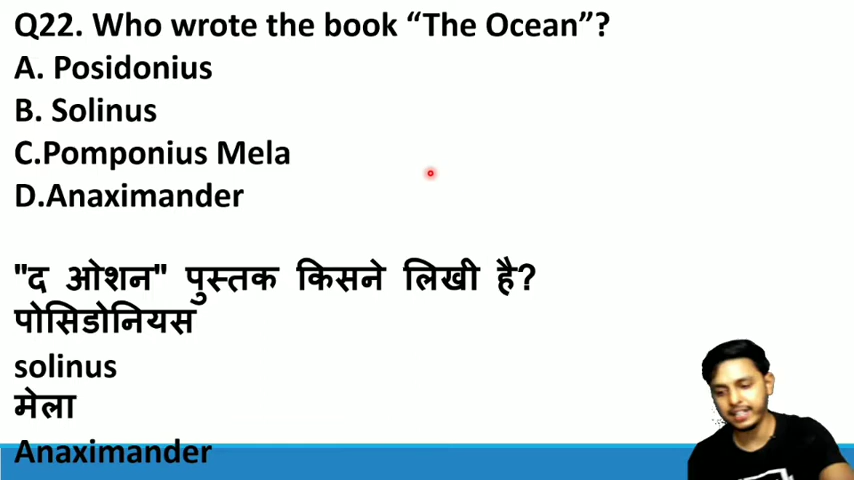 Q22. Who wrote the book “The Ocean”?
A. Posidonius
B. Solinus
C.Pomponius Mela
D.Anaximander
"द ओशन" पुस्तक किसने लिखी है?
पोसिडोनियस
solinus
मेला
Anaximander